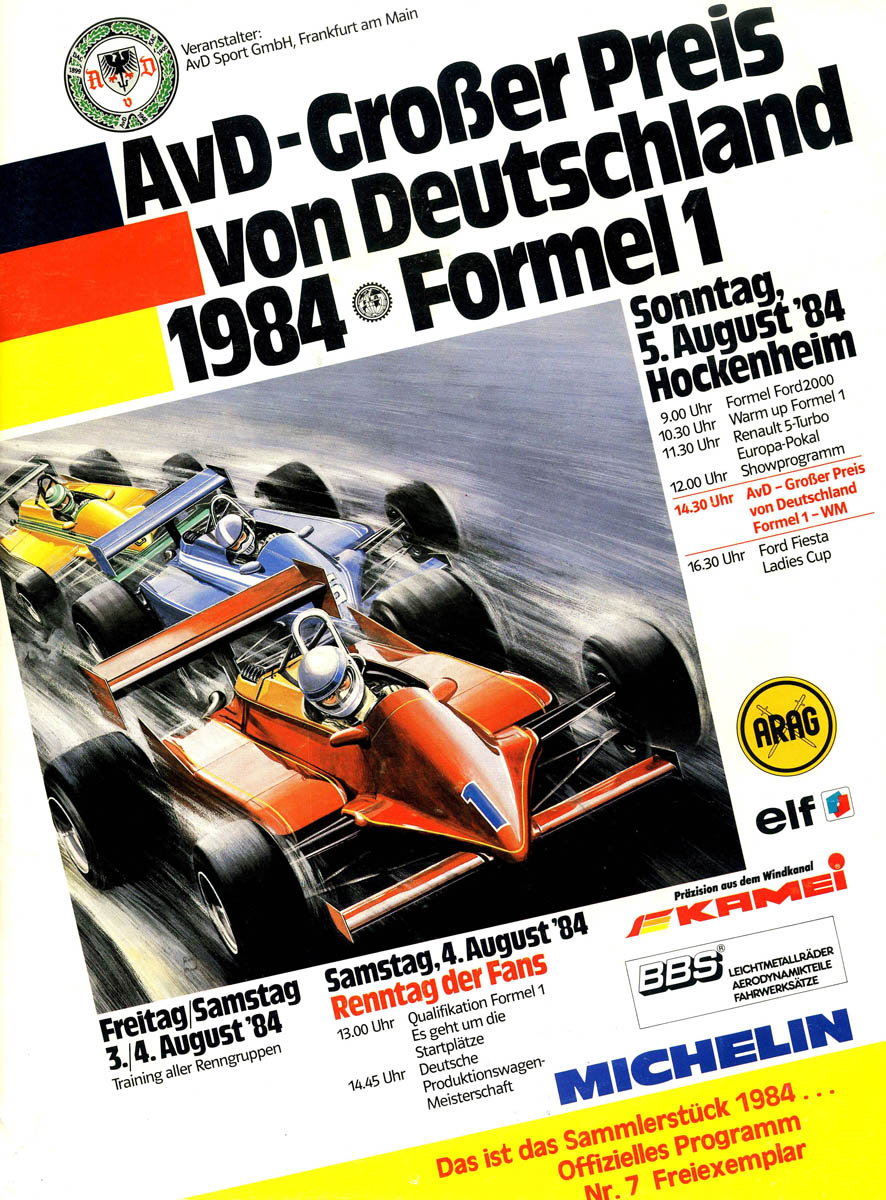 Veranstalter:
AvD Sport GmbH, Frankfurt am Main
1899
A v D
AvD-Großer Preis
von Deutschland
1984 Formel 1
Sonntag,
5. August '84
Hockenheim
9.00 Uhr Formel Ford 2000
10.30 Uhr Warm up Formel 1
11.30 Uhr Renault 5-Turbo
Europa-Pokal
12.00 Uhr Showprogramm
14.30 Uhr AvD – Großer Preis
von Deutschland
Formel 1 – WM
16.30 Uhr Ford Fiesta
Ladies Cup
1
ARAG
elf
Präzision aus dem Windkanal
KAMEI®
BBS®
LEICHTMETALLRÄDER
AERODYNAMIKTEILE
FAHRWERKSÄTZE
MICHELIN
Freitag/Samstag
3./4. August '84
Training aller Renngruppen
Samstag, 4. August '84
Renntag der Fans
13.00 Uhr Qualifikation Formel 1
Es geht um die
Startplätze
14.45 Uhr Deutsche
Produktionswagen-
Meisterschaft
Das ist das Sammlerstück 1984 . . .
Offizielles Programm
Nr. 7 Freiexemplar